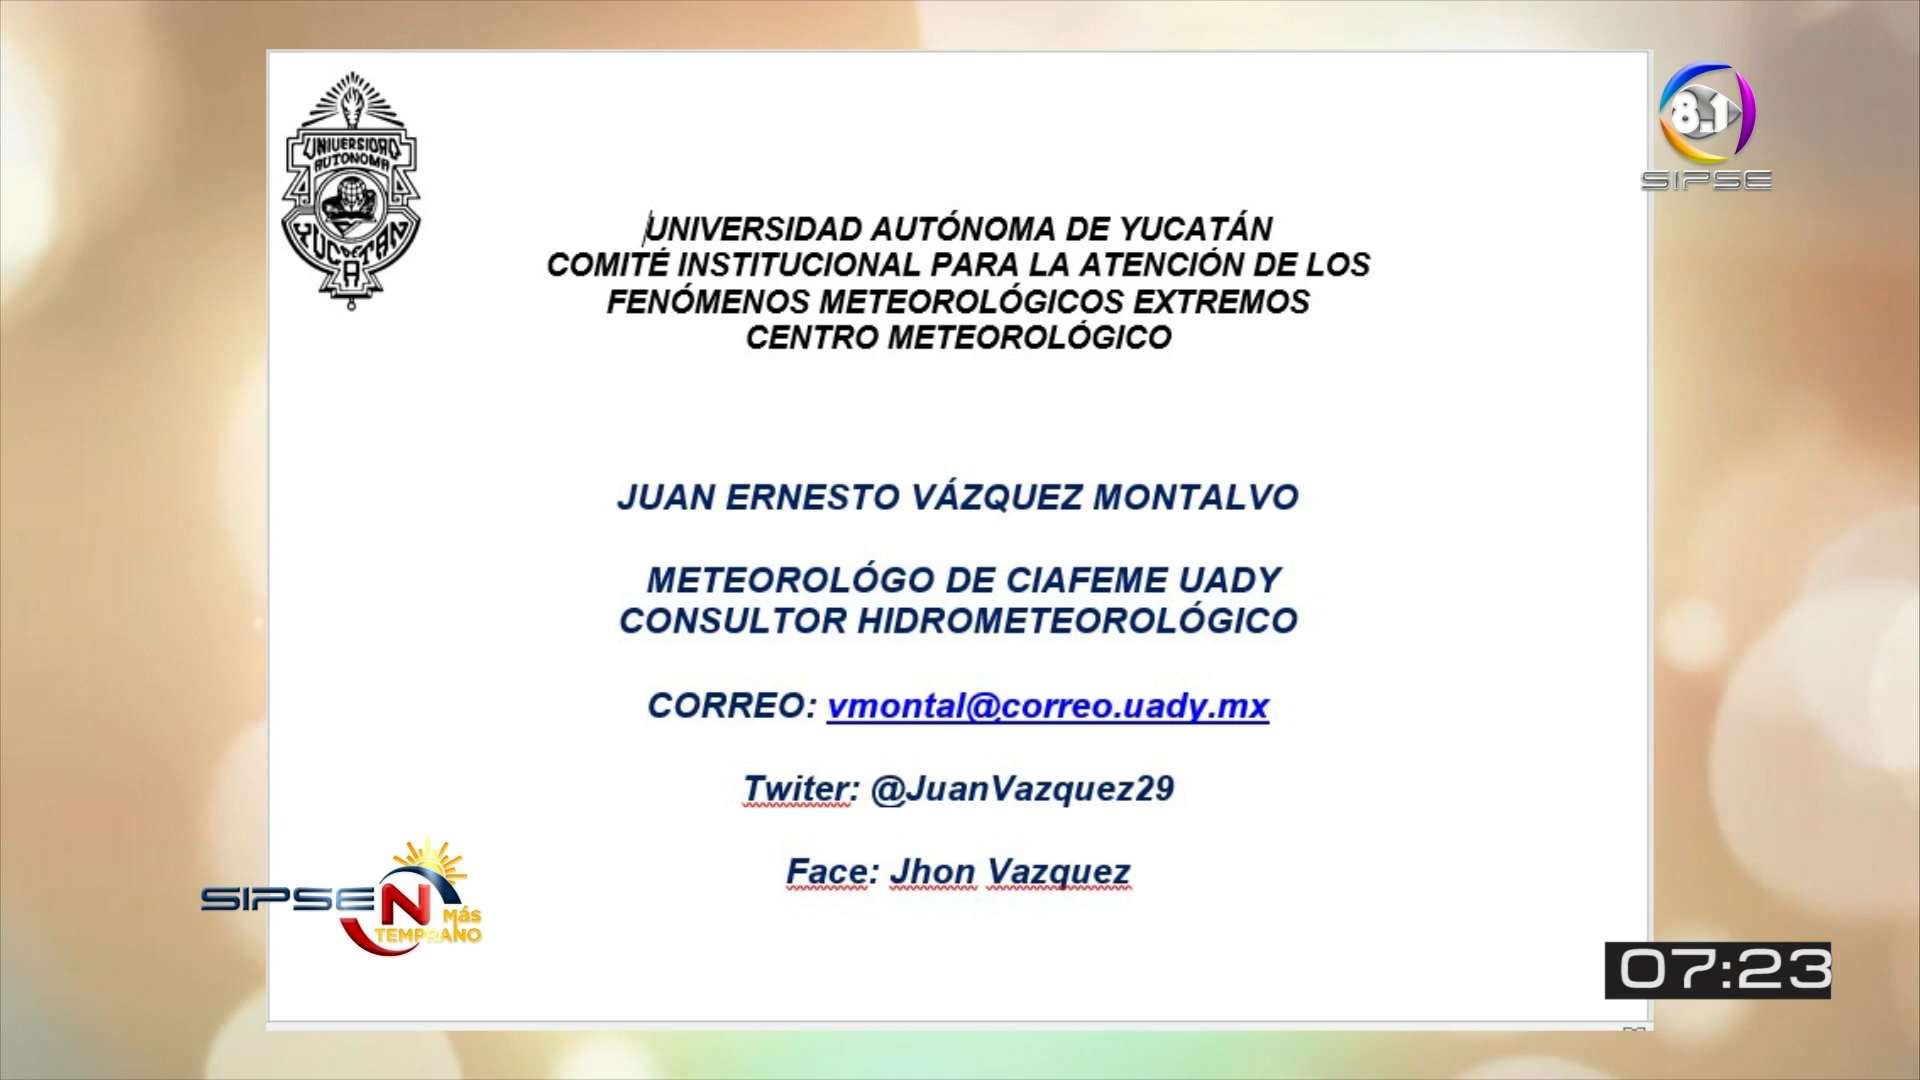 UNIVERSIDAD
AUTONOMA
YUCATAN
8.1
SIPSE
UNIVERSIDAD AUTÓNOMA DE YUCATÁN
COMITÉ INSTITUCIONAL PARA LA ATENCIÓN DE LOS
FENÓMENOS METEOROLÓGICOS EXTREMOS
CENTRO METEOROLÓGICO
JUAN ERNESTO VÁZQUEZ MONTALVO
METEOROLÓGO DE CIAFEME UADY
CONSULTOR HIDROMETEOROLÓGICO
CORREO: vmontal@correo.uady.mx
Twiter: @JuanVazquez29
Face: Jhon Vazquez
SIPSE N
MÁS
TEMPRANO
07:23